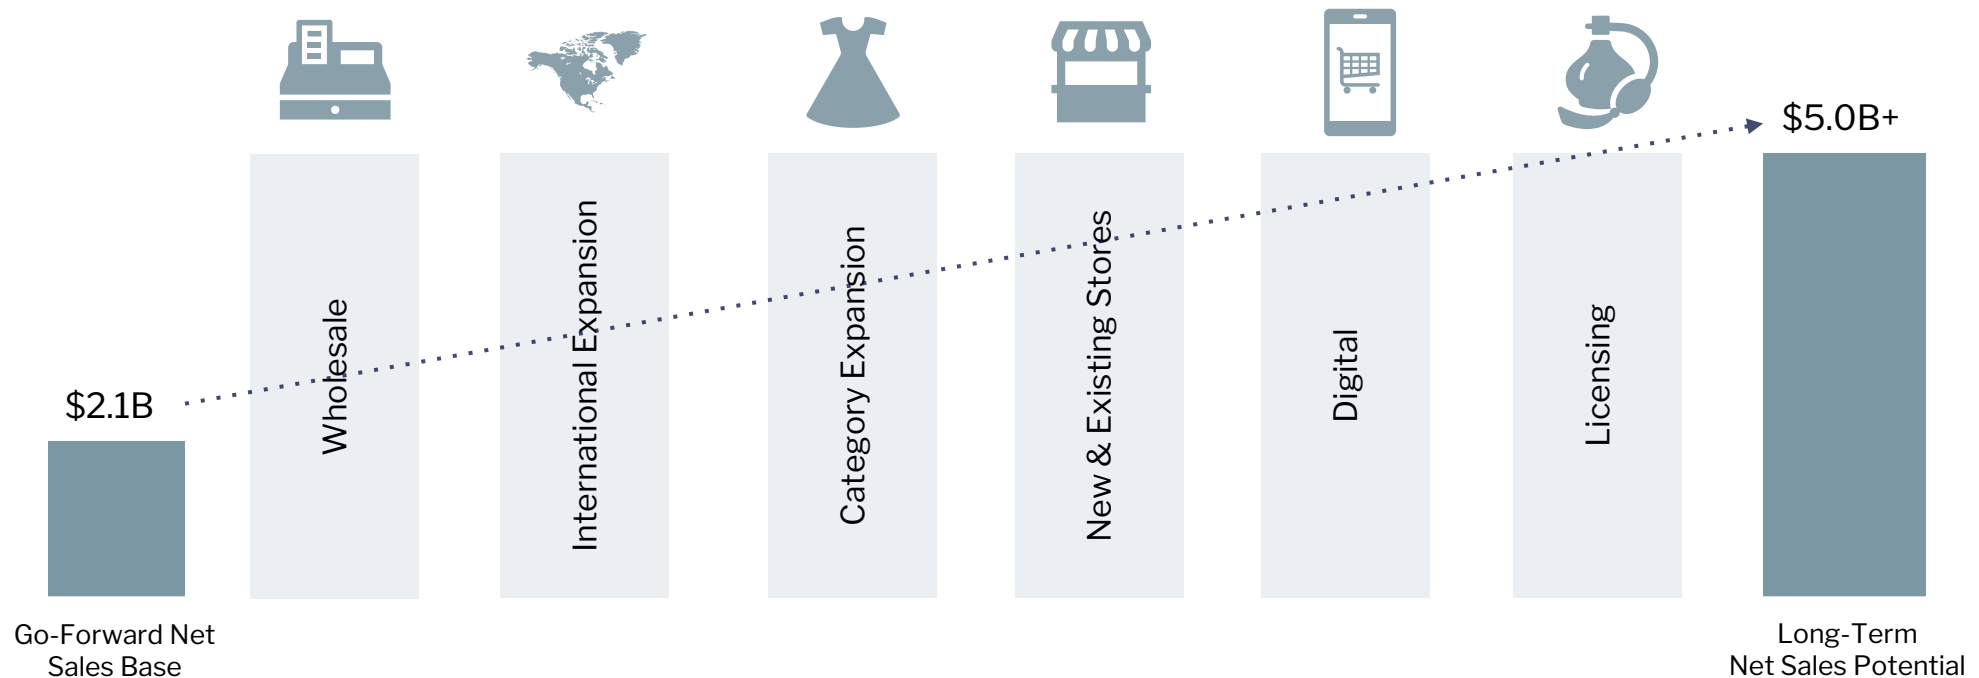 $2.1B
Go-Forward Net
Sales Base
Wholesale
International Expansion
Category Expansion
New & Existing Stores
Digital
Licensing
$5.0B+
Long-Term
Net Sales Potential